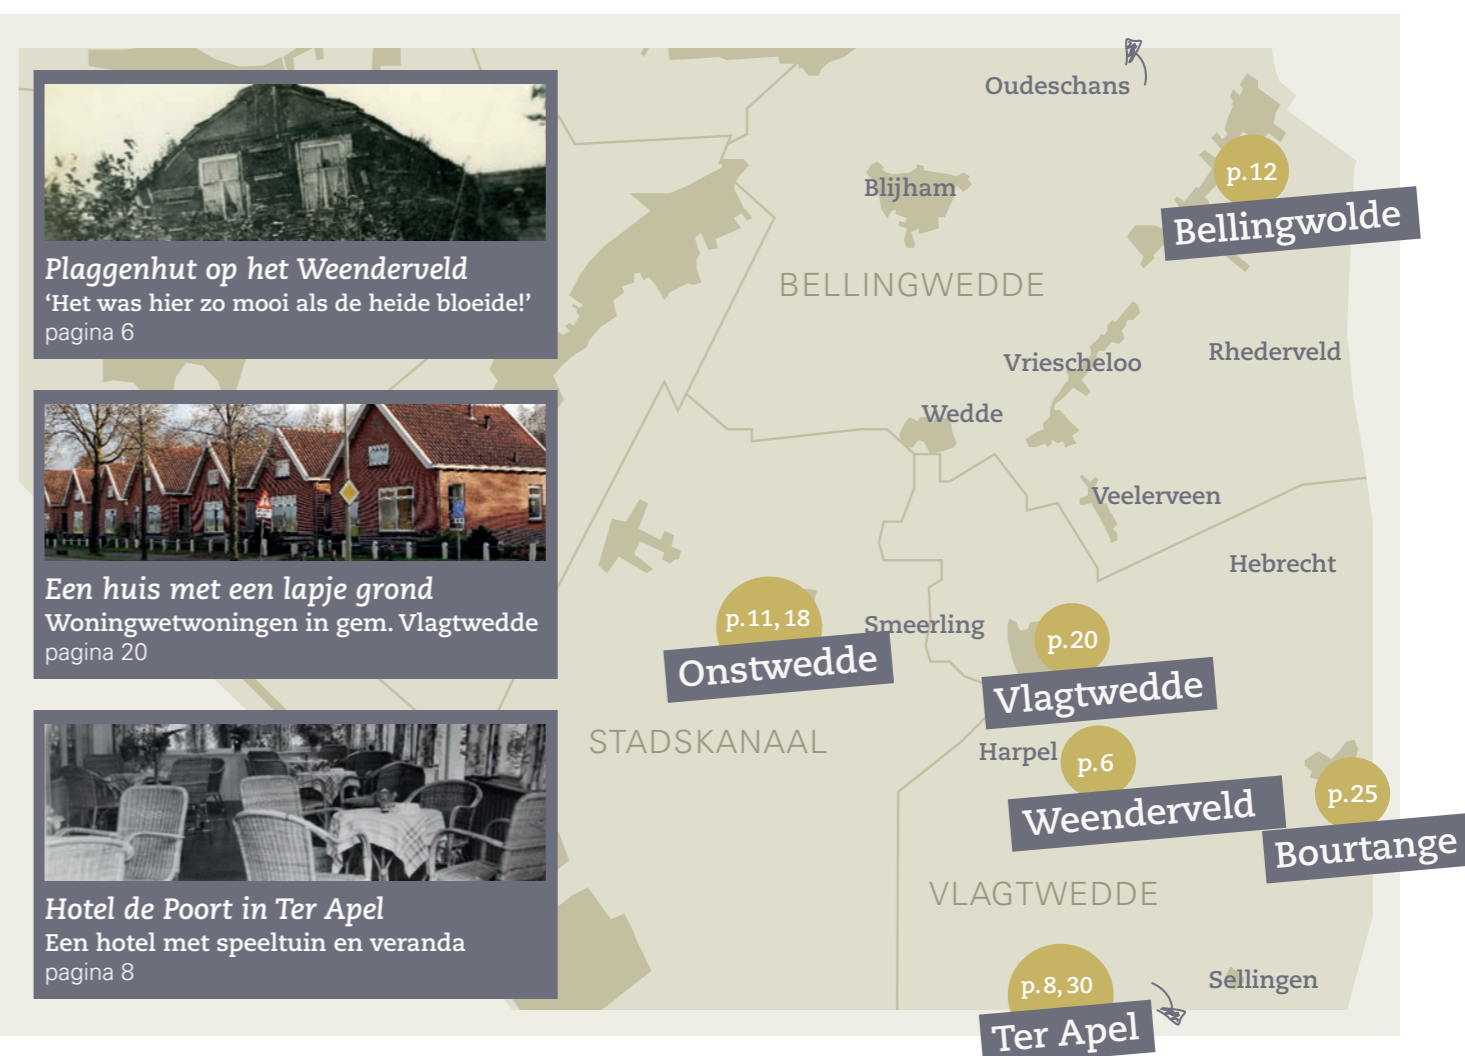 Plaggenhut op het Weenderveld
‘Het was hier zo mooi als de heide bloeide!’
pagina 6
Een huis met een lapje grond
Woningwetwoningen in gem. Vlagtwedde
pagina 20
Hotel de Poort in Ter Apel
Een hotel met speeltuin en veranda
pagina 8
Oudeschans
p.12
Bellingwolde
Blijham
BELLINGWEDDE
Vriescheloo
Rhederveld
Wedde
Veelerveen
Hebrecht
p.11, 18
Onstwedde
Smeerling
p.20
Vlagtwedde
STADSKANAAL
Harpel
p.6
Weenderveld
p.25
Bourtange
VLAGTWEDDE
p.8, 30
Ter Apel
Sellingen